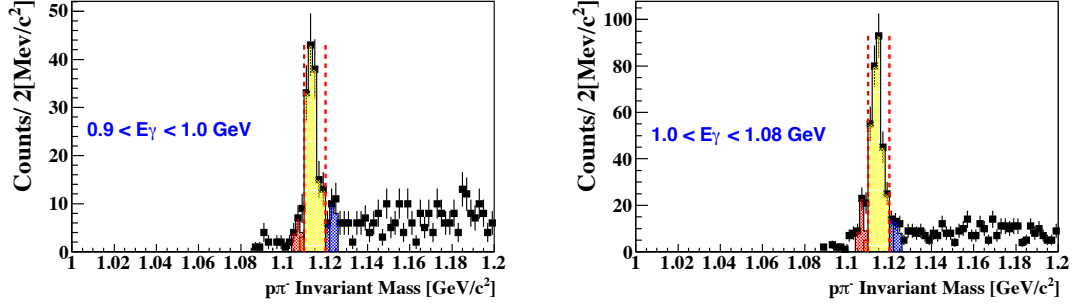 Counts/ 2[Mev/c²]
50
40
30
20
10
0
0.9 < Eγ < 1.0 GeV
1 1.02 1.04 1.06 1.08 1.1 1.12 1.14 1.16 1.18 1.2
pπ⁻ Invariant Mass [GeV/c²]
Counts/ 2[Mev/c²]
100
80
60
40
20
0
1.0 < Eγ < 1.08 GeV
1 1.02 1.04 1.06 1.08 1.1 1.12 1.14 1.16 1.18 1.2
pπ⁻ Invariant Mass [GeV/c²]